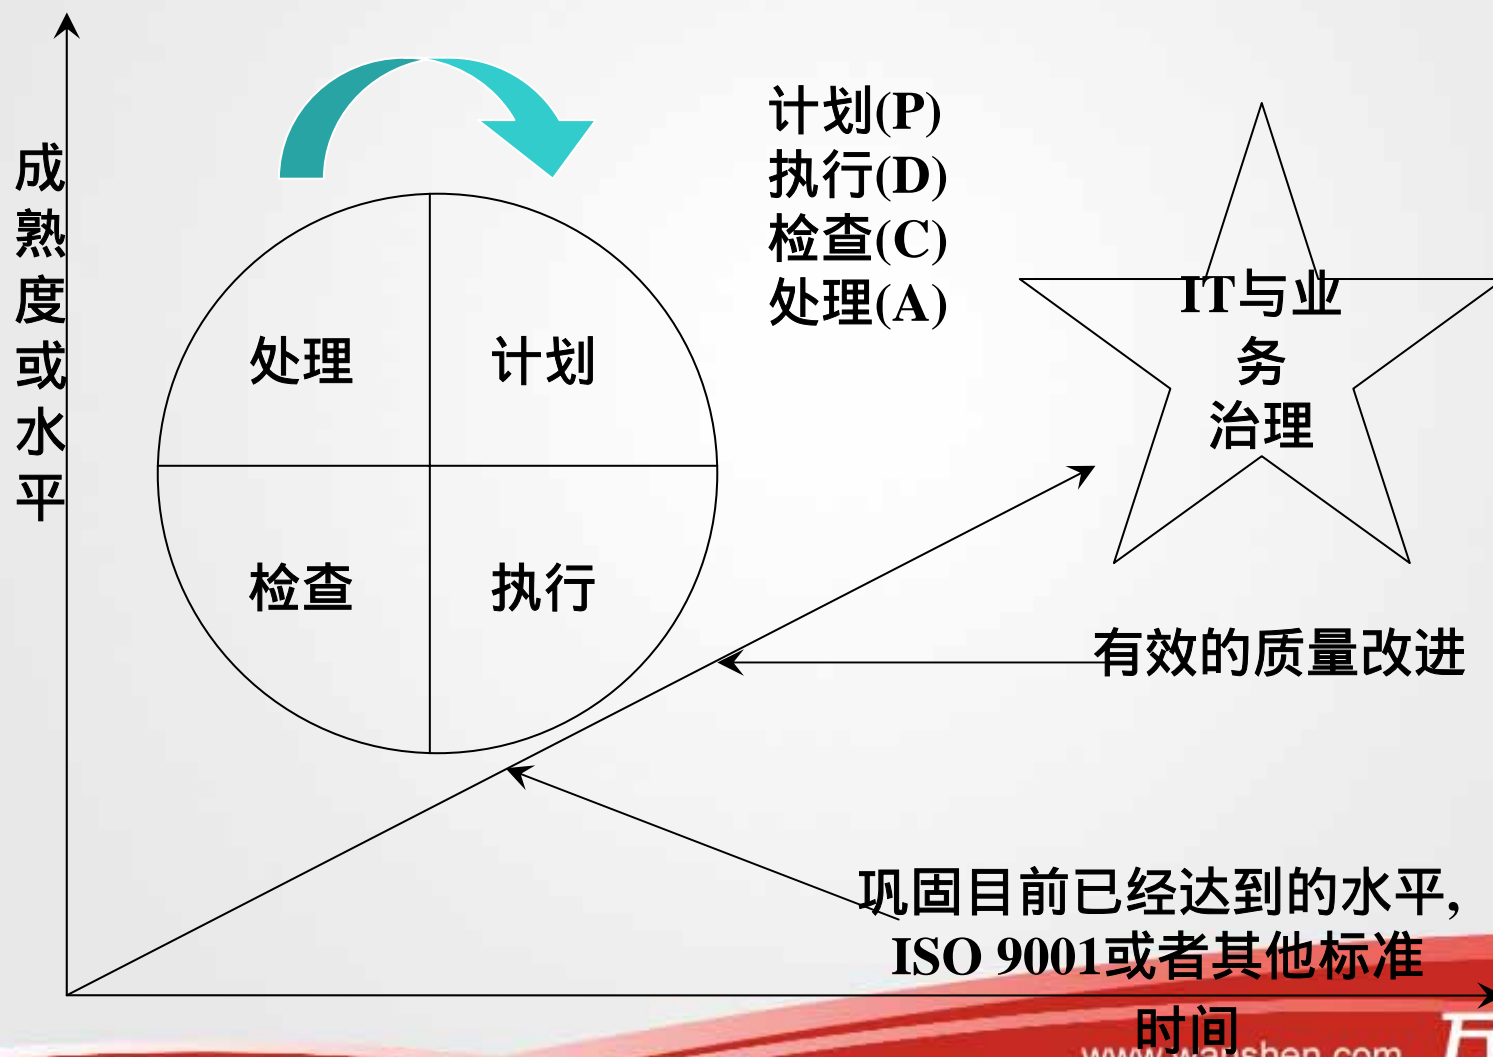 成
熟
度
或
水
平
计划(P)
执行(D)
检查(C)
处理(A)
处理
计划
检查
执行
IT与业
务
治理
有效的质量改进
巩固目前已经达到的水平,
ISO 9001或者其他标准
时间